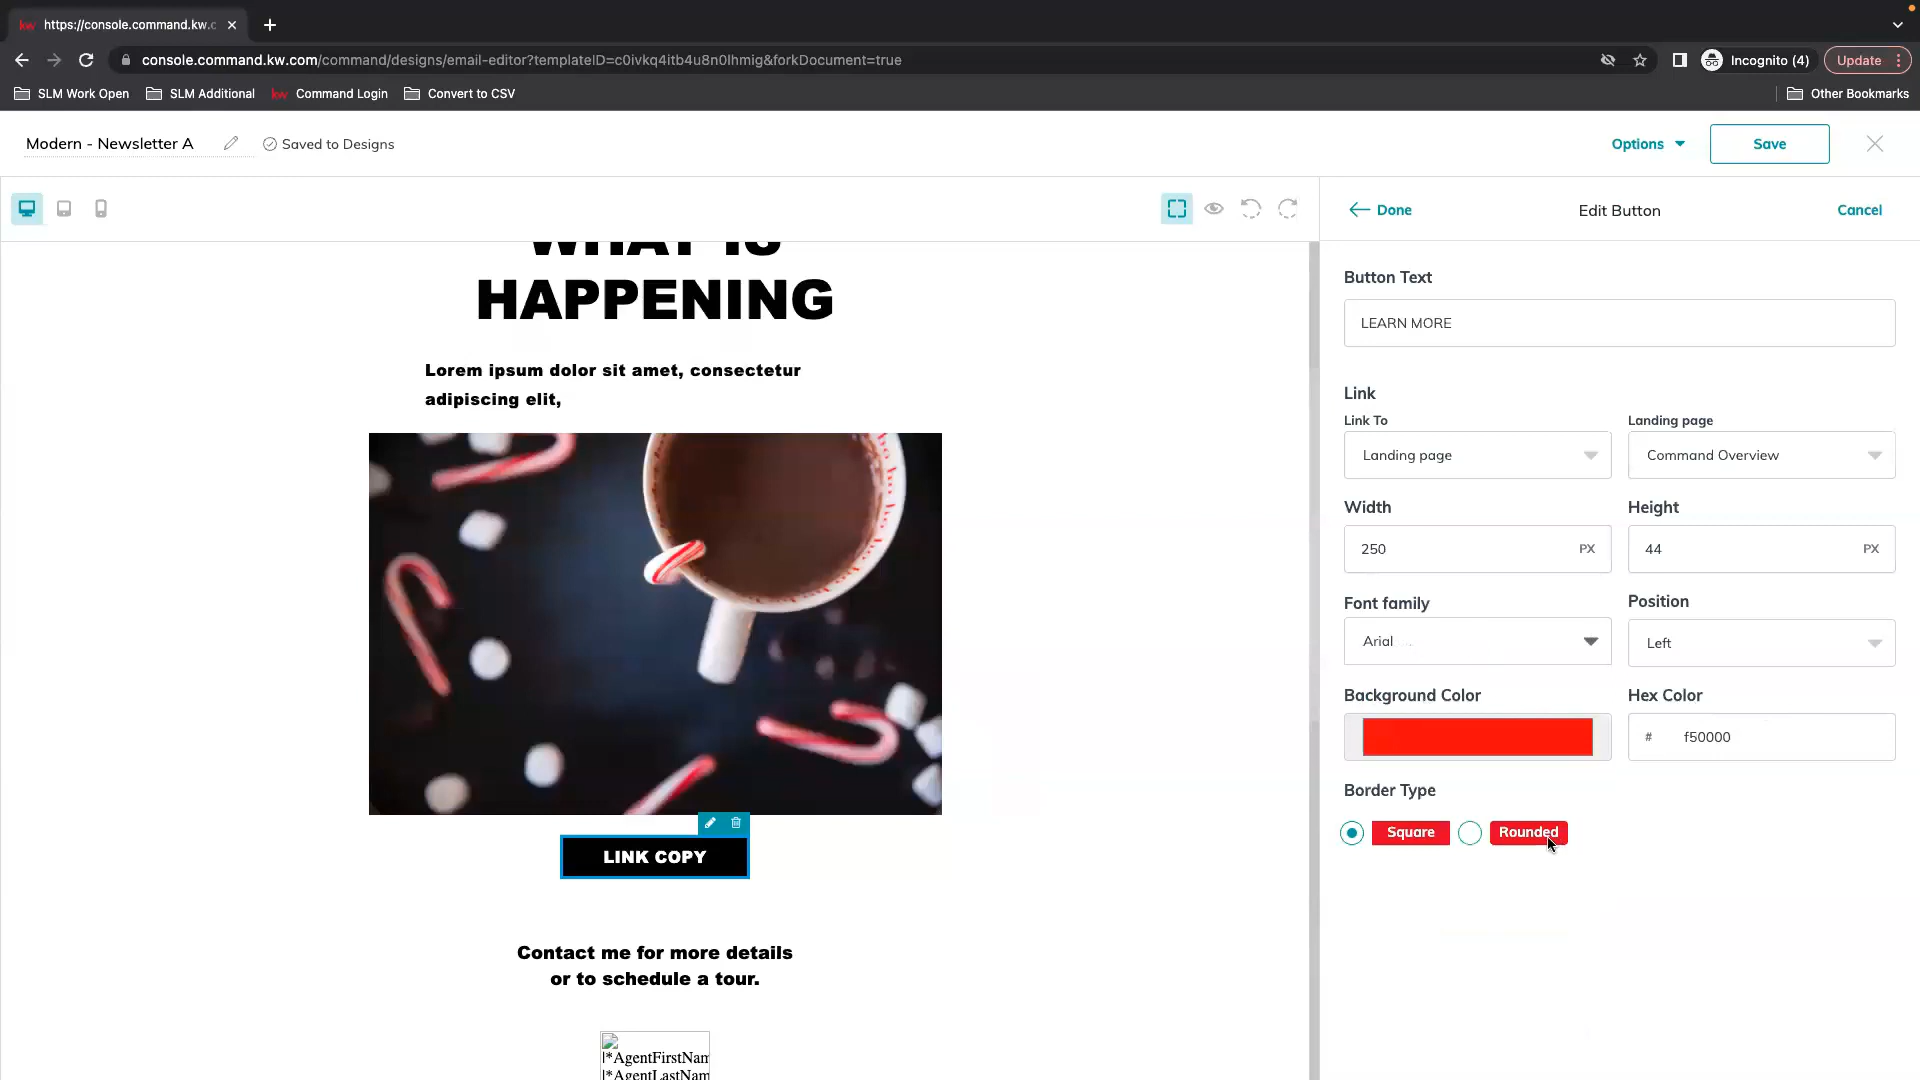 kw https://console.command.kw.c
console.command.kw.com/command/designs/email-editor?templateID=c0ivkq4itb4u8n0lhmig&forkDocument=true
Incognito (4)
Update
SLM Work Open
SLM Additional
kw Command Login
Convert to CSV
Other Bookmarks
Modern - Newsletter A
Saved to Designs
Options
Save
Done
Edit Button
Cancel
WHAT IS
HAPPENING
Lorem ipsum dolor sit amet, consectetur
adipiscing elit,
LINK COPY
Contact me for more details
or to schedule a tour.
|*AgentFirstNam
|*AgentLastNam
Button Text
LEARN MORE
Link
Link To
Landing page
Landing page
Command Overview
Width
Height
250 PX
44 PX
Font family
Position
Arial
Left
Background Color
Hex Color
# f50000
Border Type
Square
Rounded